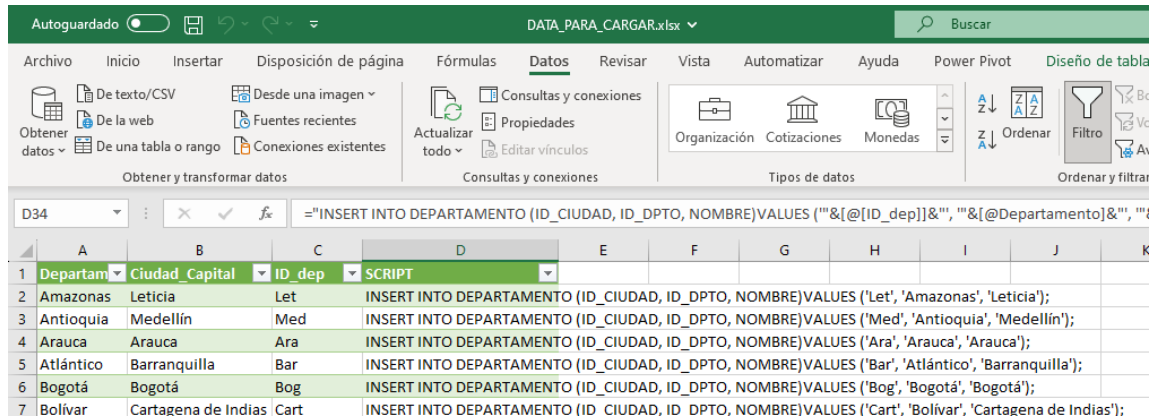 Autoguardado DATA_PARA_CARGAR.xlsx Buscar
Archivo Inicio Insertar Disposición de página Fórmulas Datos Revisar Vista Automatizar Ayuda Power Pivot Diseño de tabla
Obtener datos
De texto/CSV
De la web
De una tabla o rango
Desde una imagen
Fuentes recientes
Conexiones existentes
Obtener y transformar datos
Actualizar todo
Consultas y conexiones
Propiedades
Editar vínculos
Consultas y conexiones
Organización Cotizaciones Monedas
Tipos de datos
Ordenar
Filtro
Ordenar y filtrar
D34 fx ="INSERT INTO DEPARTAMENTO (ID_CIUDAD, ID_DPTO, NOMBRE)VALUES ('"&[@[ID_dep]]&"', '"&[@Departamento]&"', '"&
A B C D E F G H I J K
1 Departam Ciudad_Capital ID_dep SCRIPT
2 Amazonas Leticia Let INSERT INTO DEPARTAMENTO (ID_CIUDAD, ID_DPTO, NOMBRE)VALUES ('Let', 'Amazonas', 'Leticia');
3 Antioquia Medellín Med INSERT INTO DEPARTAMENTO (ID_CIUDAD, ID_DPTO, NOMBRE)VALUES ('Med', 'Antioquia', 'Medellín');
4 Arauca Arauca Ara INSERT INTO DEPARTAMENTO (ID_CIUDAD, ID_DPTO, NOMBRE)VALUES ('Ara', 'Arauca', 'Arauca');
5 Atlántico Barranquilla Bar INSERT INTO DEPARTAMENTO (ID_CIUDAD, ID_DPTO, NOMBRE)VALUES ('Bar', 'Atlántico', 'Barranquilla');
6 Bogotá Bogotá Bog INSERT INTO DEPARTAMENTO (ID_CIUDAD, ID_DPTO, NOMBRE)VALUES ('Bog', 'Bogotá', 'Bogotá');
7 Bolívar Cartagena de Indias Cart INSERT INTO DEPARTAMENTO (ID_CIUDAD, ID_DPTO, NOMBRE)VALUES ('Cart', 'Bolívar', 'Cartagena de Indias');